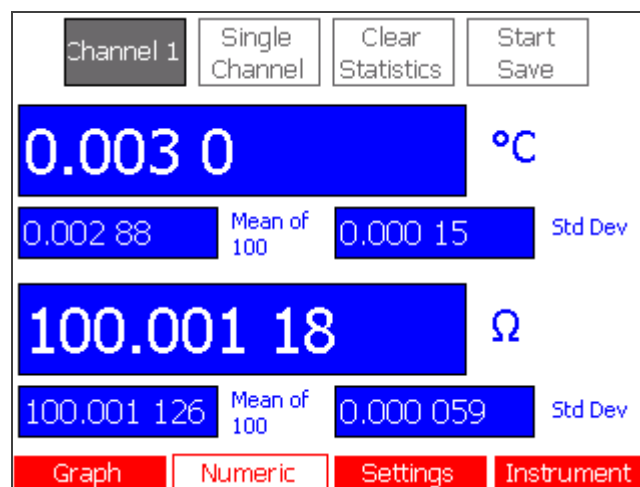 Channel 1
Single
Channel
Clear
Statistics
Start
Save
0.003 0
°C
0.002 88
Mean of
100
0.000 15
Std Dev
100.001 18
Ω
100.001 126
Mean of
100
0.000 059
Std Dev
Graph
Numeric
Settings
Instrument